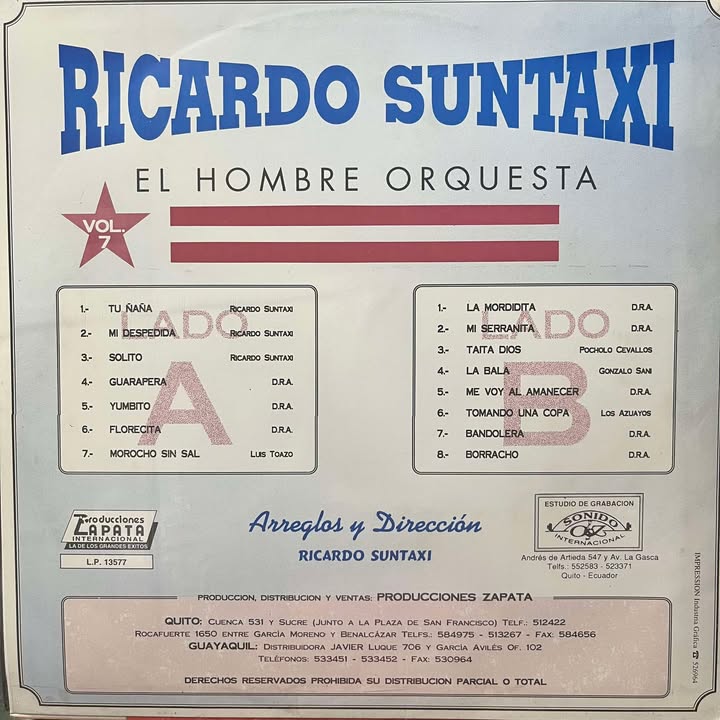 RICARDO SUNTAXI
EL HOMBRE ORQUESTA
VOL.
7
LADO
A
1.- TU ÑAÑA RICARDO SUNTAXI
2.- MI DESPEDIDA RICARDO SUNTAXI
3.- SOLITO RICARDO SUNTAXI
4.- GUARAPERA D.R.A.
5.- YUMBITO D.R.A.
6.- FLORECITA D.R.A.
7.- MOROCHO SIN SAL LUIS TOAZO
LADO
B
1.- LA MORDIDITA D.R.A.
2.- MI SERRANITA D.R.A.
3.- TAITA DIOS POCHOLO CEVALLOS
4.- LA BALA GONZALO SANI
5.- ME VOY AL AMANECER D.R.A.
6.- TOMANDO UNA COPA LOS AZUAYOS
7.- BANDOLERA D.R.A.
8.- BORRACHO D.R.A.
Producciones
ZAPATA
INTERNACIONAL
LA DE LOS GRANDES EXITOS
L.P. 13577
Arreglos y Dirección
RICARDO SUNTAXI
ESTUDIO DE GRABACION
SONIDO
INTERNACIONAL
Andrés de Artieda 547 y Av. La Gasca
Telfs.: 552583 - 523371
Quito - Ecuador
IMPRESSION Industria Gráfica ☎ 526964
PRODUCCION, DISTRIBUCION Y VENTAS: PRODUCCIONES ZAPATA
QUITO: CUENCA 531 Y SUCRE (JUNTO A LA PLAZA DE SAN FRANCISCO) TELF.: 512422
ROCAFUERTE 1650 ENTRE GARCÍA MORENO Y BENALCÁZAR TELFS.: 584975 - 513267 - FAX: 584656
GUAYAQUIL: DISTRIBUIDORA JAVIER LUQUE 706 Y GARCÍA AVILÉS OF. 102
TELÉFONOS: 533451 - 533452 - FAX: 530964
DERECHOS RESERVADOS PROHIBIDA SU DISTRIBUCION PARCIAL O TOTAL